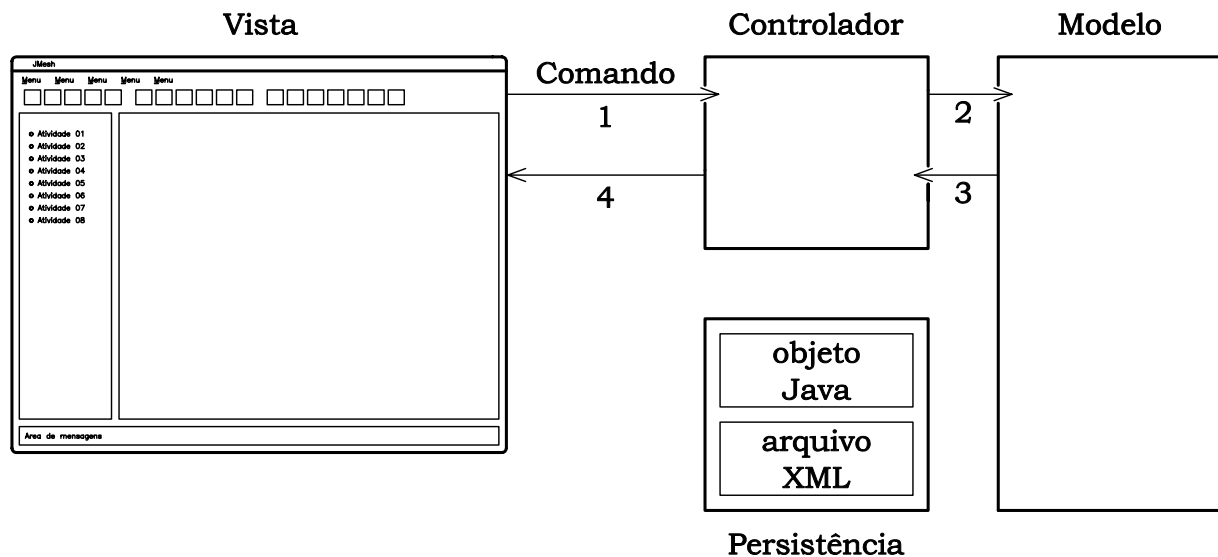 Vista
Controlador
Modelo
JMesh
Menu Menu Menu Menu Menu
Comando
1
2
Atividade 01
Atividade 02
Atividade 03
Atividade 04
Atividade 05
Atividade 06
Atividade 07
Atividade 08
4
3
objeto
Java
arquivo
XML
Area de mensagens
Persistência